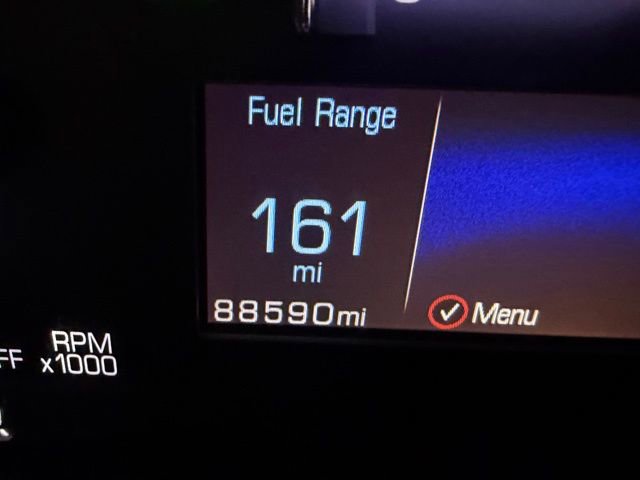 Fuel Range
161
mi
88590mi
Menu
RPM
x1000